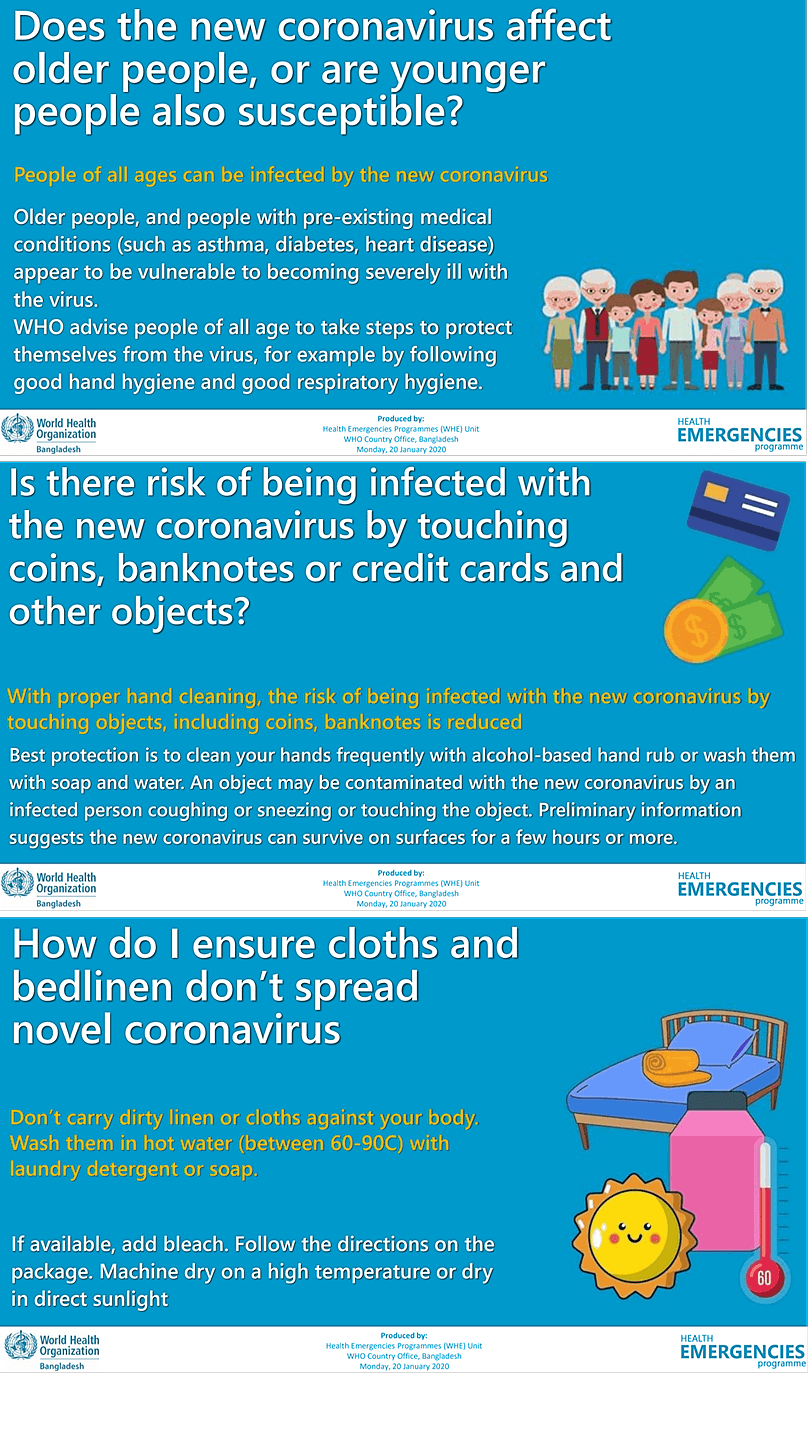 Does the new coronavirus affect
older people, or are younger
people also susceptible?
People of all ages can be infected by the new coronavirus
Older people, and people with pre-existing medical
conditions (such as asthma, diabetes, heart disease)
appear to be vulnerable to becoming severely ill with
the virus.
WHO advise people of all age to take steps to protect
themselves from the virus, for example by following
good hand hygiene and good respiratory hygiene.
World Health
Organization
Bangladesh
Produced by:
Health Emergencies Programmes (WHE) Unit
WHO Country Office, Bangladesh
Monday, 20 January 2020
HEALTH
EMERGENCIES
programme
Is there risk of being infected with
the new coronavirus by touching
coins, banknotes or credit cards and
other objects?
With proper hand cleaning, the risk of being infected with the new coronavirus by
touching objects, including coins, banknotes is reduced
Best protection is to clean your hands frequently with alcohol-based hand rub or wash them
with soap and water. An object may be contaminated with the new coronavirus by an
infected person coughing or sneezing or touching the object. Preliminary information
suggests the new coronavirus can survive on surfaces for a few hours or more.
World Health
Organization
Bangladesh
Produced by:
Health Emergencies Programmes (WHE) Unit
WHO Country Office, Bangladesh
Monday, 20 January 2020
HEALTH
EMERGENCIES
programme
How do I ensure cloths and
bedlinen don't spread
novel coronavirus
Don't carry dirty linen or cloths against your body.
Wash them in hot water (between 60-90C) with
laundry detergent or soap.
If available, add bleach. Follow the directions on the
package. Machine dry on a high temperature or dry
in direct sunlight
60
World Health
Organization
Bangladesh
Produced by:
Health Emergencies Programmes (WHE) Unit
WHO Country Office, Bangladesh
Monday, 20 January 2020
HEALTH
EMERGENCIES
programme